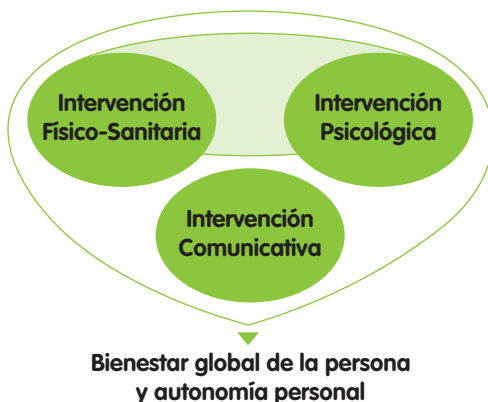 Intervención
Físico-Sanitaria
Intervención
Psicológica
Intervención
Comunicativa
Bienestar global de la persona
y autonomía personal